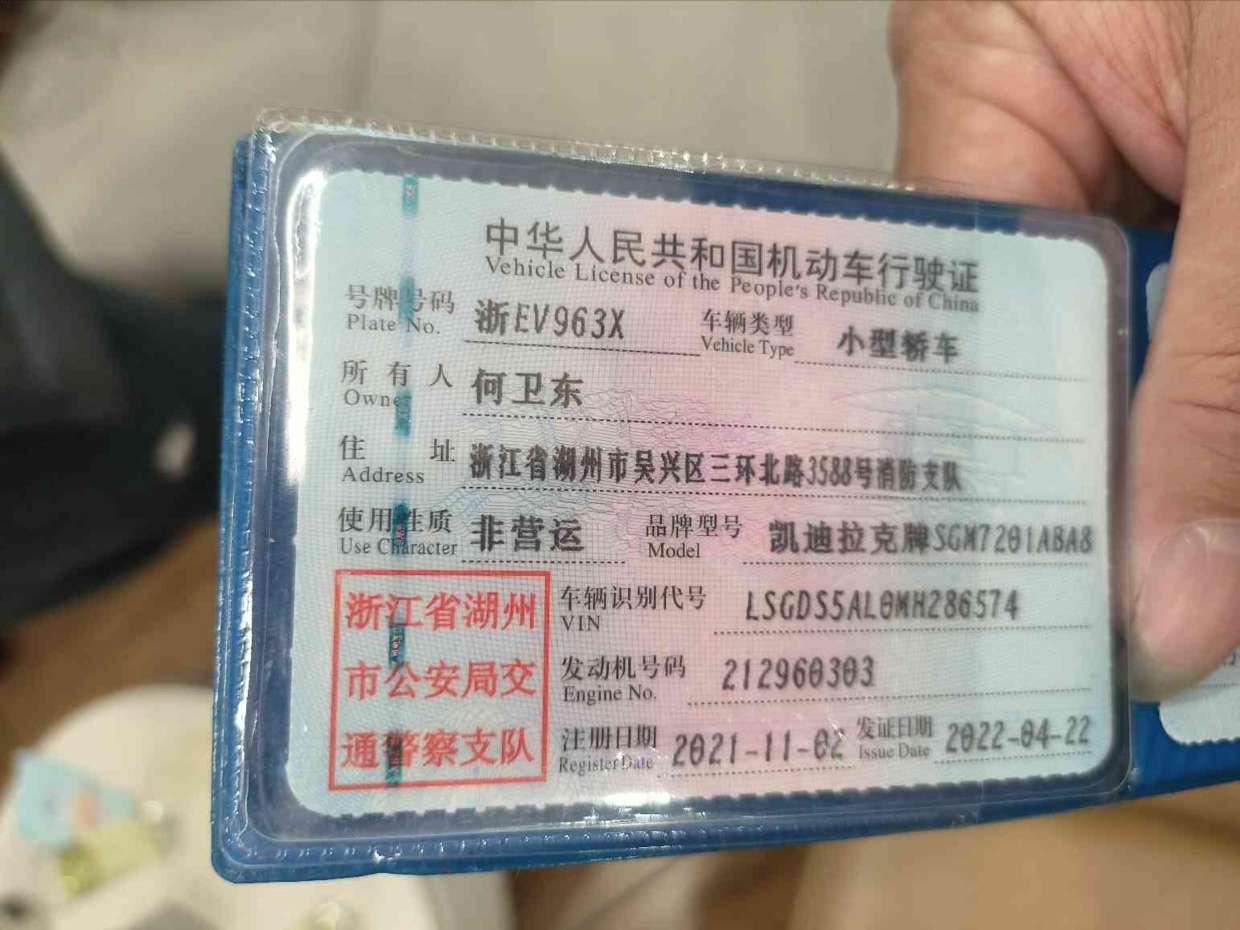 中华人民共和国机动车行驶证
Vehicle License of the People's Republic of China
号牌号码 浙EV963X 车辆类型 小型轿车
Plate No. Vehicle Type
所有人 何卫东
Owner
住址 浙江省湖州市吴兴区三环北路3588号消防支队
Address
使用性质 非营运 品牌型号 凯迪拉克牌SGM7201ABA8
Use Character Model
浙江省湖州
市公安局交
通警察支队
车辆识别代号 LSGDS5AL0MH286574
VIN
发动机号码 212960303
Engine No.
注册日期 2021-11-02 发证日期 2022-04-22
Register Date Issue Date